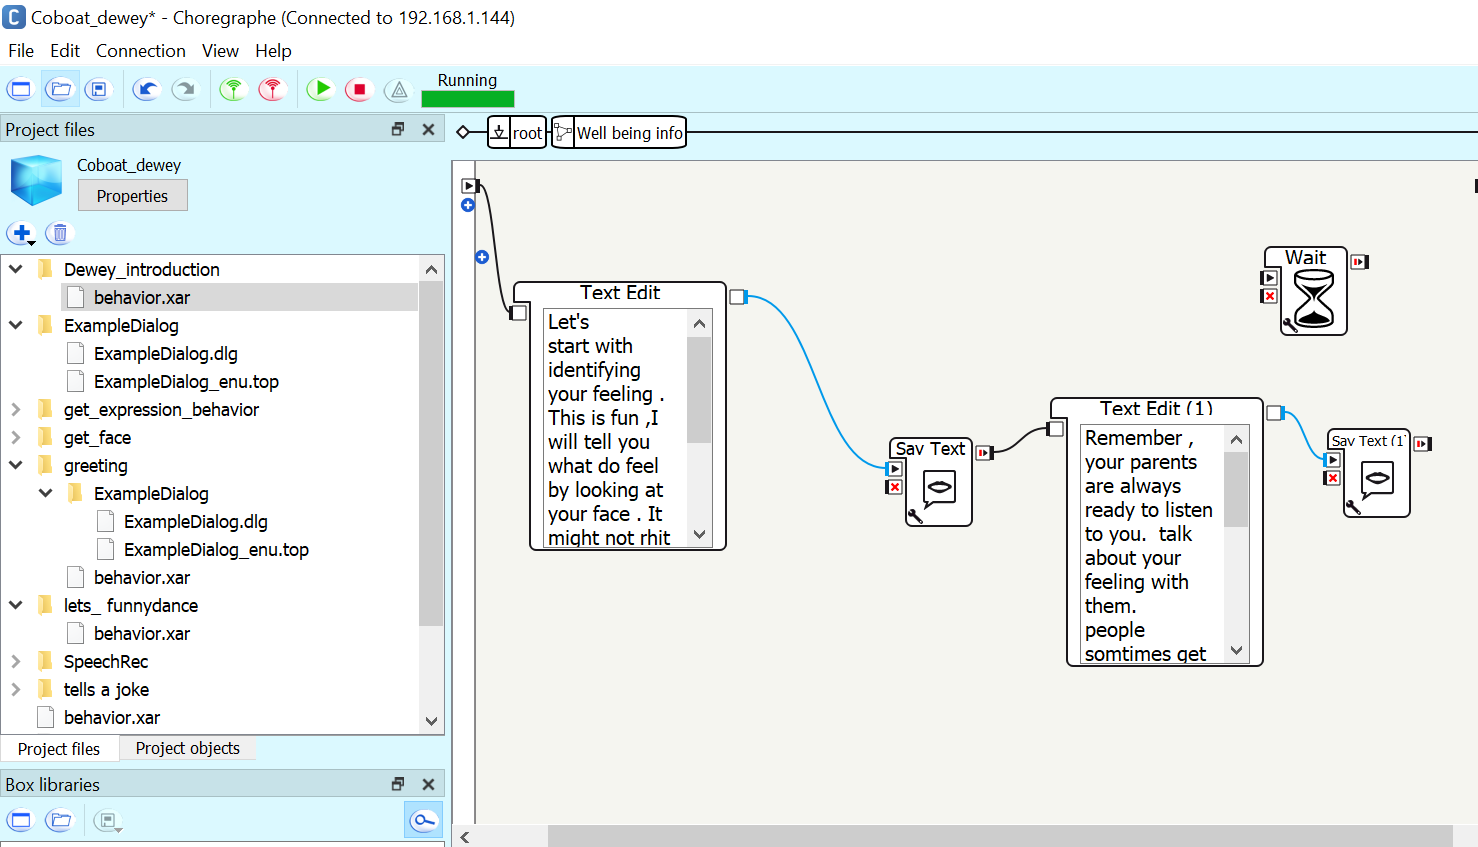 Coboat_dewey* - Choregraphe (Connected to 192.168.1.144)
File Edit Connection View Help
Running
Project files
root
Well being info
Coboat_dewey
Properties
Dewey_introduction
behavior.xar
ExampleDialog
ExampleDialog.dlg
ExampleDialog_enu.top
get_expression_behavior
get_face
greeting
ExampleDialog
ExampleDialog.dlg
ExampleDialog_enu.top
behavior.xar
lets_ funnydance
behavior.xar
SpeechRec
tells a joke
behavior.xar
Project files
Project objects
Box libraries
Text Edit
Let's
start with
identifying
your feeling .
This is fun ,I
will tell you
what do feel
by looking at
your face . It
might not rhit
Say Text
Text Edit (1)
Remember ,
your parents
are always
ready to listen
to you.  talk
about your
feeling with
them.
people
somtimes get
Wait
Say Text (1)